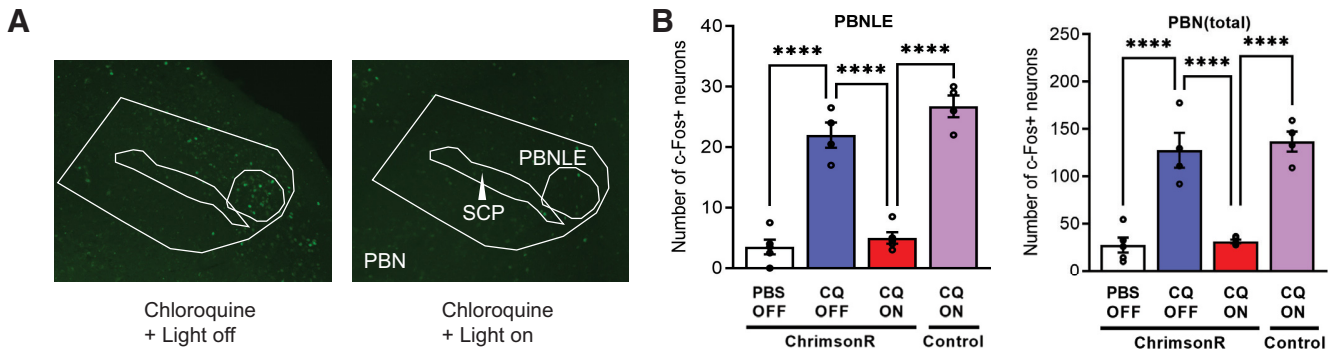 A
PBNLE
SCP
PBN
Chloroquine
+ Light off
Chloroquine
+ Light on
B
PBNLE
Number of c-Fos+ neurons
40
30
20
10
0
****
****
****
PBS
OFF
CQ
OFF
CQ
ON
CQ
ON
ChrimsonR
Control
PBN(total)
Number of c-Fos+ neurons
250
200
150
100
50
0
****
****
****
PBS
OFF
CQ
OFF
CQ
ON
CQ
ON
ChrimsonR
Control